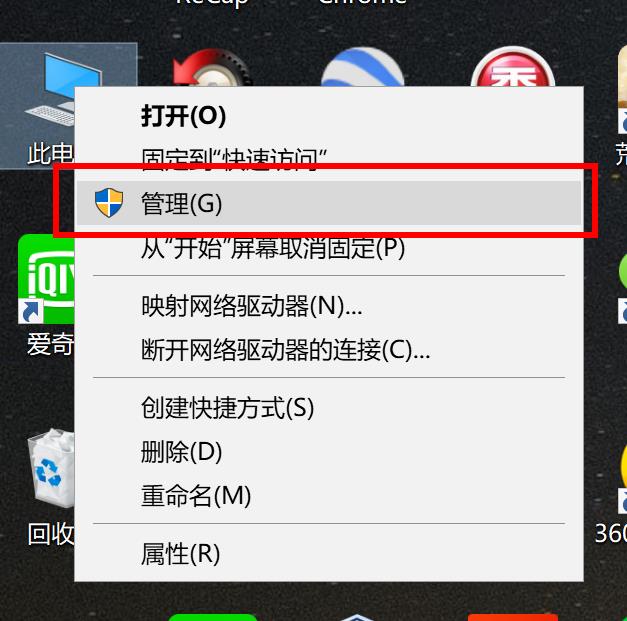 ReCap
Chrome
此电
打开(O)
固定到“快速访问”
管理(G)
从“开始”屏幕取消固定(P)
映射网络驱动器(N)...
断开网络驱动器的连接(C)...
创建快捷方式(S)
删除(D)
重命名(M)
属性(R)
iQIY
爱奇
回收
荒
360